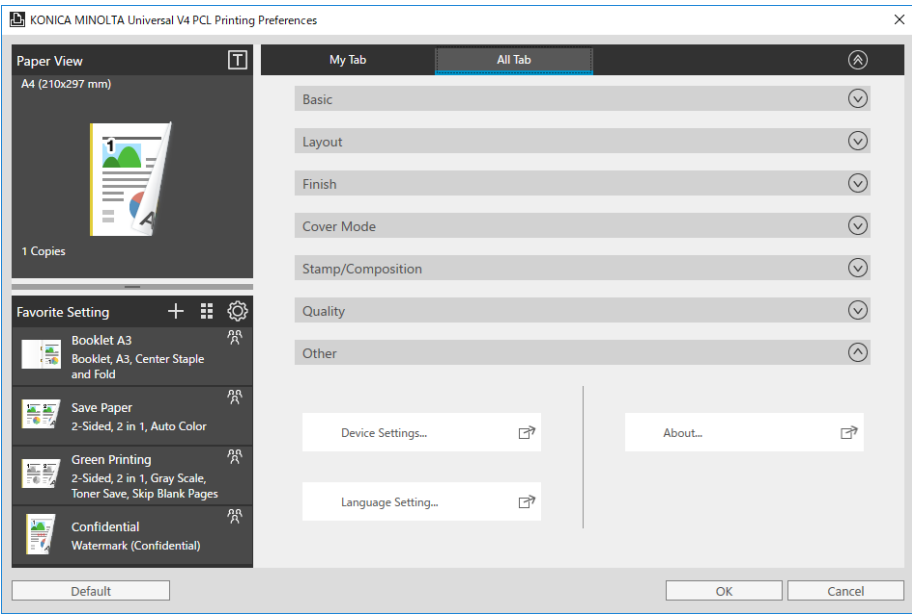 KONICA MINOLTA Universal V4 PCL Printing Preferences
Paper View
T
A4 (210x297 mm)
1
A
1 Copies
Favorite Setting
Booklet A3
Booklet, A3, Center Staple
and Fold
Save Paper
2-Sided, 2 in 1, Auto Color
Green Printing
2-Sided, 2 in 1, Gray Scale,
Toner Save, Skip Blank Pages
Confidential
Watermark (Confidential)
My Tab
All Tab
Basic
Layout
Finish
Cover Mode
Stamp/Composition
Quality
Other
Device Settings...
About...
Language Setting...
Default
OK
Cancel